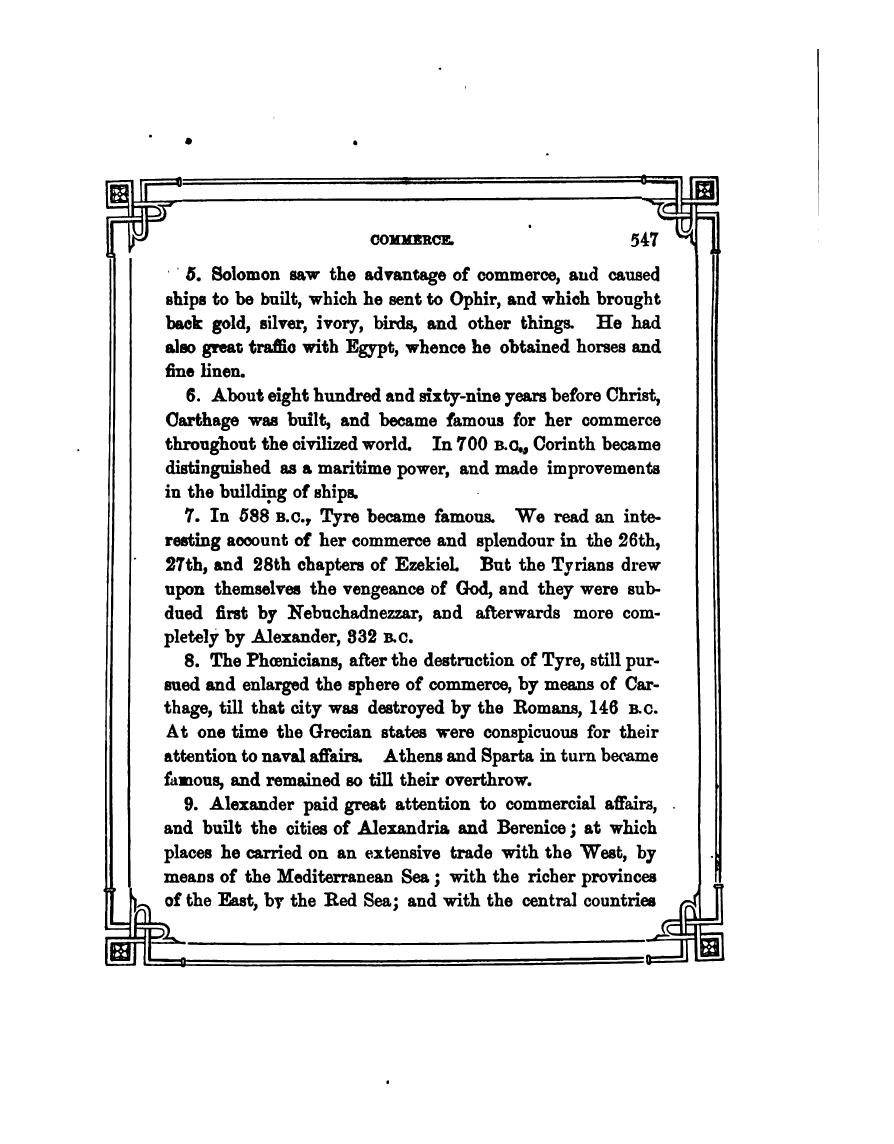 COMMERCE. 547
5. Solomon saw the advantage of commerce, and caused
ships to be built, which he sent to Ophir, and which brought
back gold, silver, ivory, birds, and other things. He had
also great traffic with Egypt, whence he obtained horses and
fine linen.
6. About eight hundred and sixty-nine years before Christ,
Carthage was built, and became famous for her commerce
throughout the civilized world. In 700 B.C., Corinth became
distinguished as a maritime power, and made improvements
in the building of ships.
7. In 588 B.C., Tyre became famous. We read an inte-
resting account of her commerce and splendour in the 26th,
27th, and 28th chapters of Ezekiel. But the Tyrians drew
upon themselves the vengeance of God, and they were sub-
dued first by Nebuchadnezzar, and afterwards more com-
pletely by Alexander, 332 B.C.
8. The Phœnicians, after the destruction of Tyre, still pur-
sued and enlarged the sphere of commerce, by means of Car-
thage, till that city was destroyed by the Romans, 146 B.C.
At one time the Grecian states were conspicuous for their
attention to naval affairs. Athens and Sparta in turn became
famous, and remained so till their overthrow.
9. Alexander paid great attention to commercial affairs,
and built the cities of Alexandria and Berenice; at which
places he carried on an extensive trade with the West, by
means of the Mediterranean Sea; with the richer provinces
of the East, by the Red Sea; and with the central countries